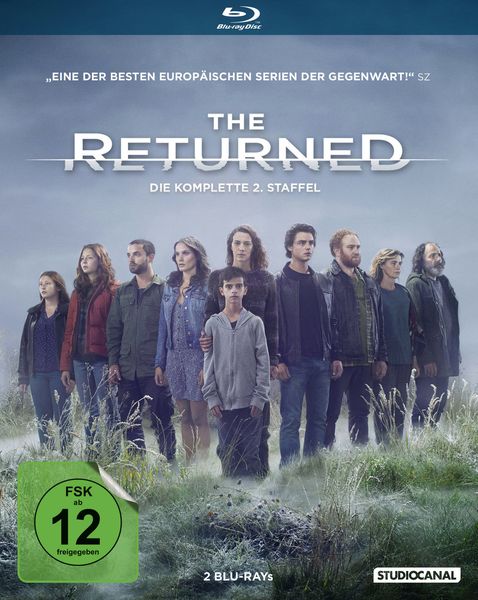 Blu-ray Disc
„EINE DER BESTEN EUROPÄISCHEN SERIEN DER GEGENWART!“ SZ
THE
RETURNED
DIE KOMPLETTE 2. STAFFEL
FSK
ab
12
freigegeben
2 BLU-RAYs
STUDIOCANAL